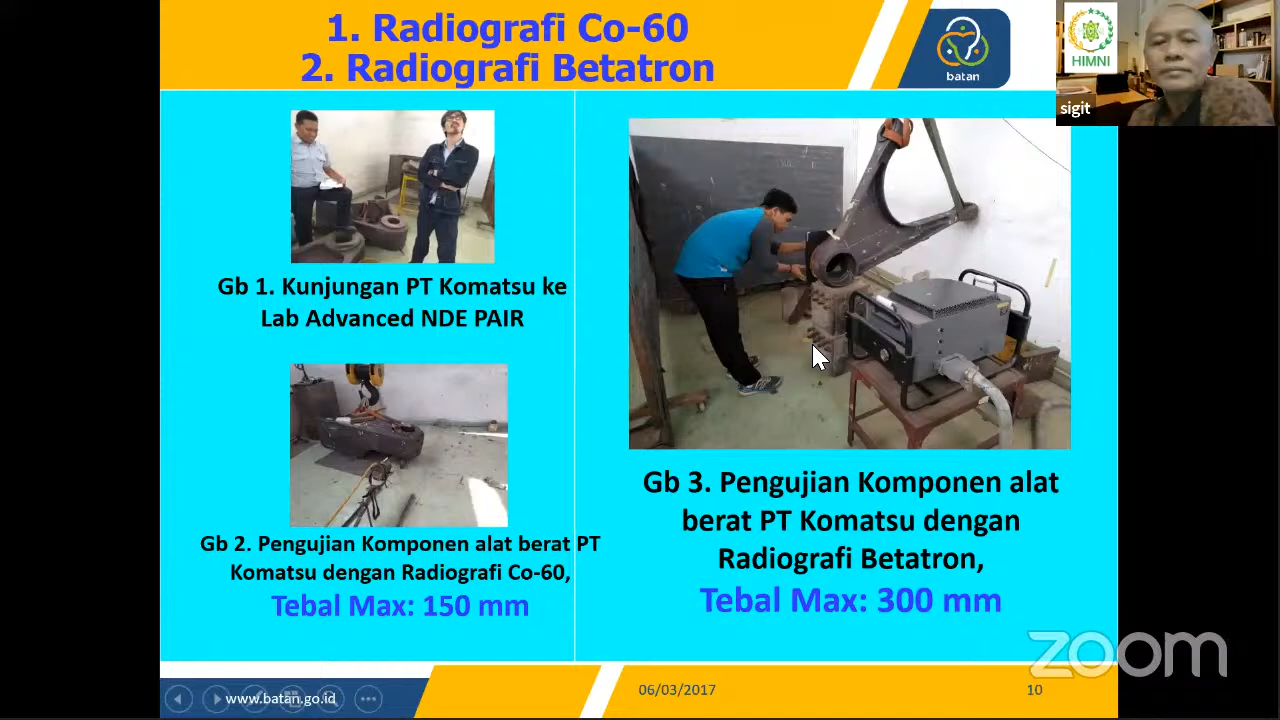 1. Radiografi Co-60
2. Radiografi Betatron
batan
HIMNI
sigit
Gb 1. Kunjungan PT Komatsu ke
Lab Advanced NDE PAIR
Gb 2. Pengujian Komponen alat berat PT
Komatsu dengan Radiografi Co-60,
Tebal Max: 150 mm
Gb 3. Pengujian Komponen alat
berat PT Komatsu dengan
Radiografi Betatron,
Tebal Max: 300 mm
zoom
www.batan.go.id
06/03/2017
10